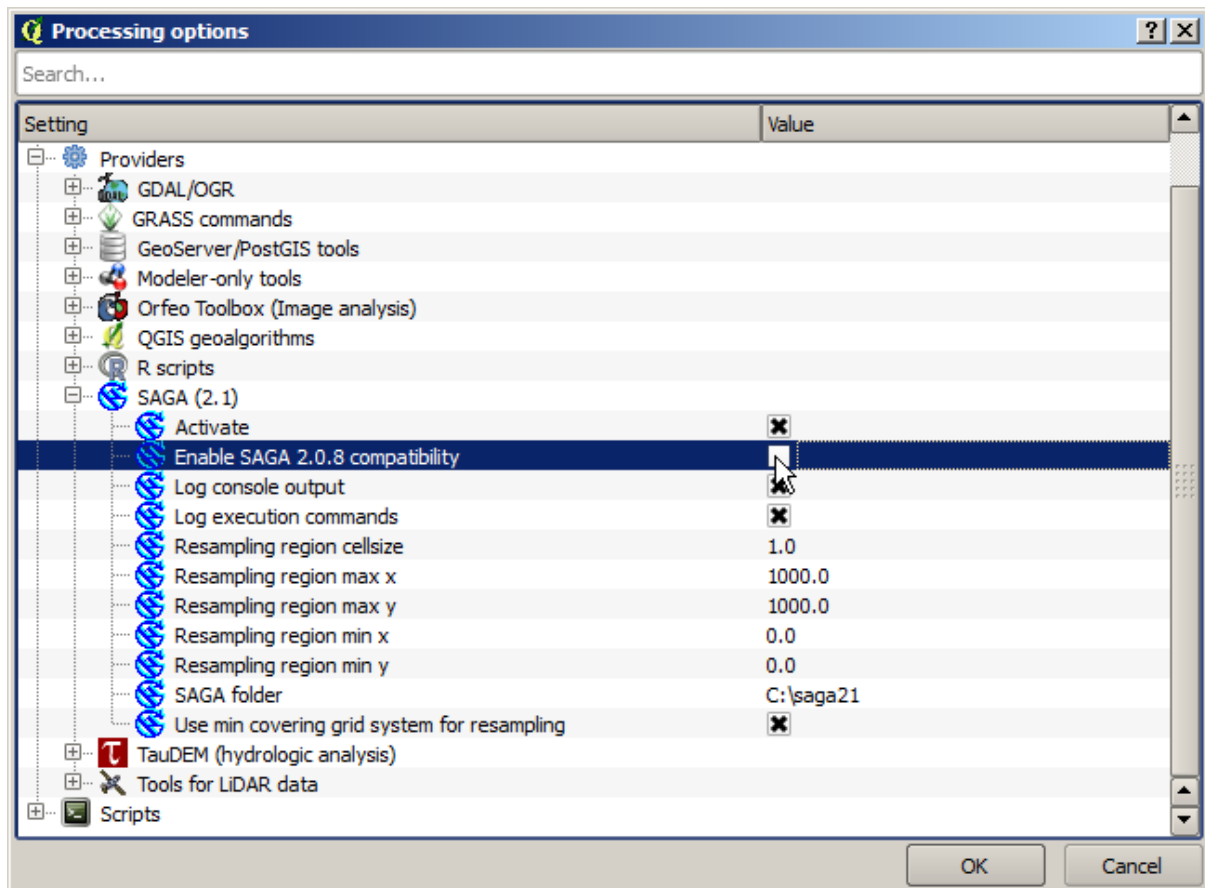 Processing options
Search...
Setting Value
Providers
GDAL/OGR
GRASS commands
GeoServer/PostGIS tools
Modeler-only tools
Orfeo Toolbox (Image analysis)
QGIS geoalgorithms
R scripts
SAGA (2.1)
Activate
Enable SAGA 2.0.8 compatibility
Log console output
Log execution commands
Resampling region cellsize 1.0
Resampling region max x 1000.0
Resampling region max y 1000.0
Resampling region min x 0.0
Resampling region min y 0.0
SAGA folder C:\saga21
Use min covering grid system for resampling
TauDEM (hydrologic analysis)
Tools for LiDAR data
Scripts
OK Cancel